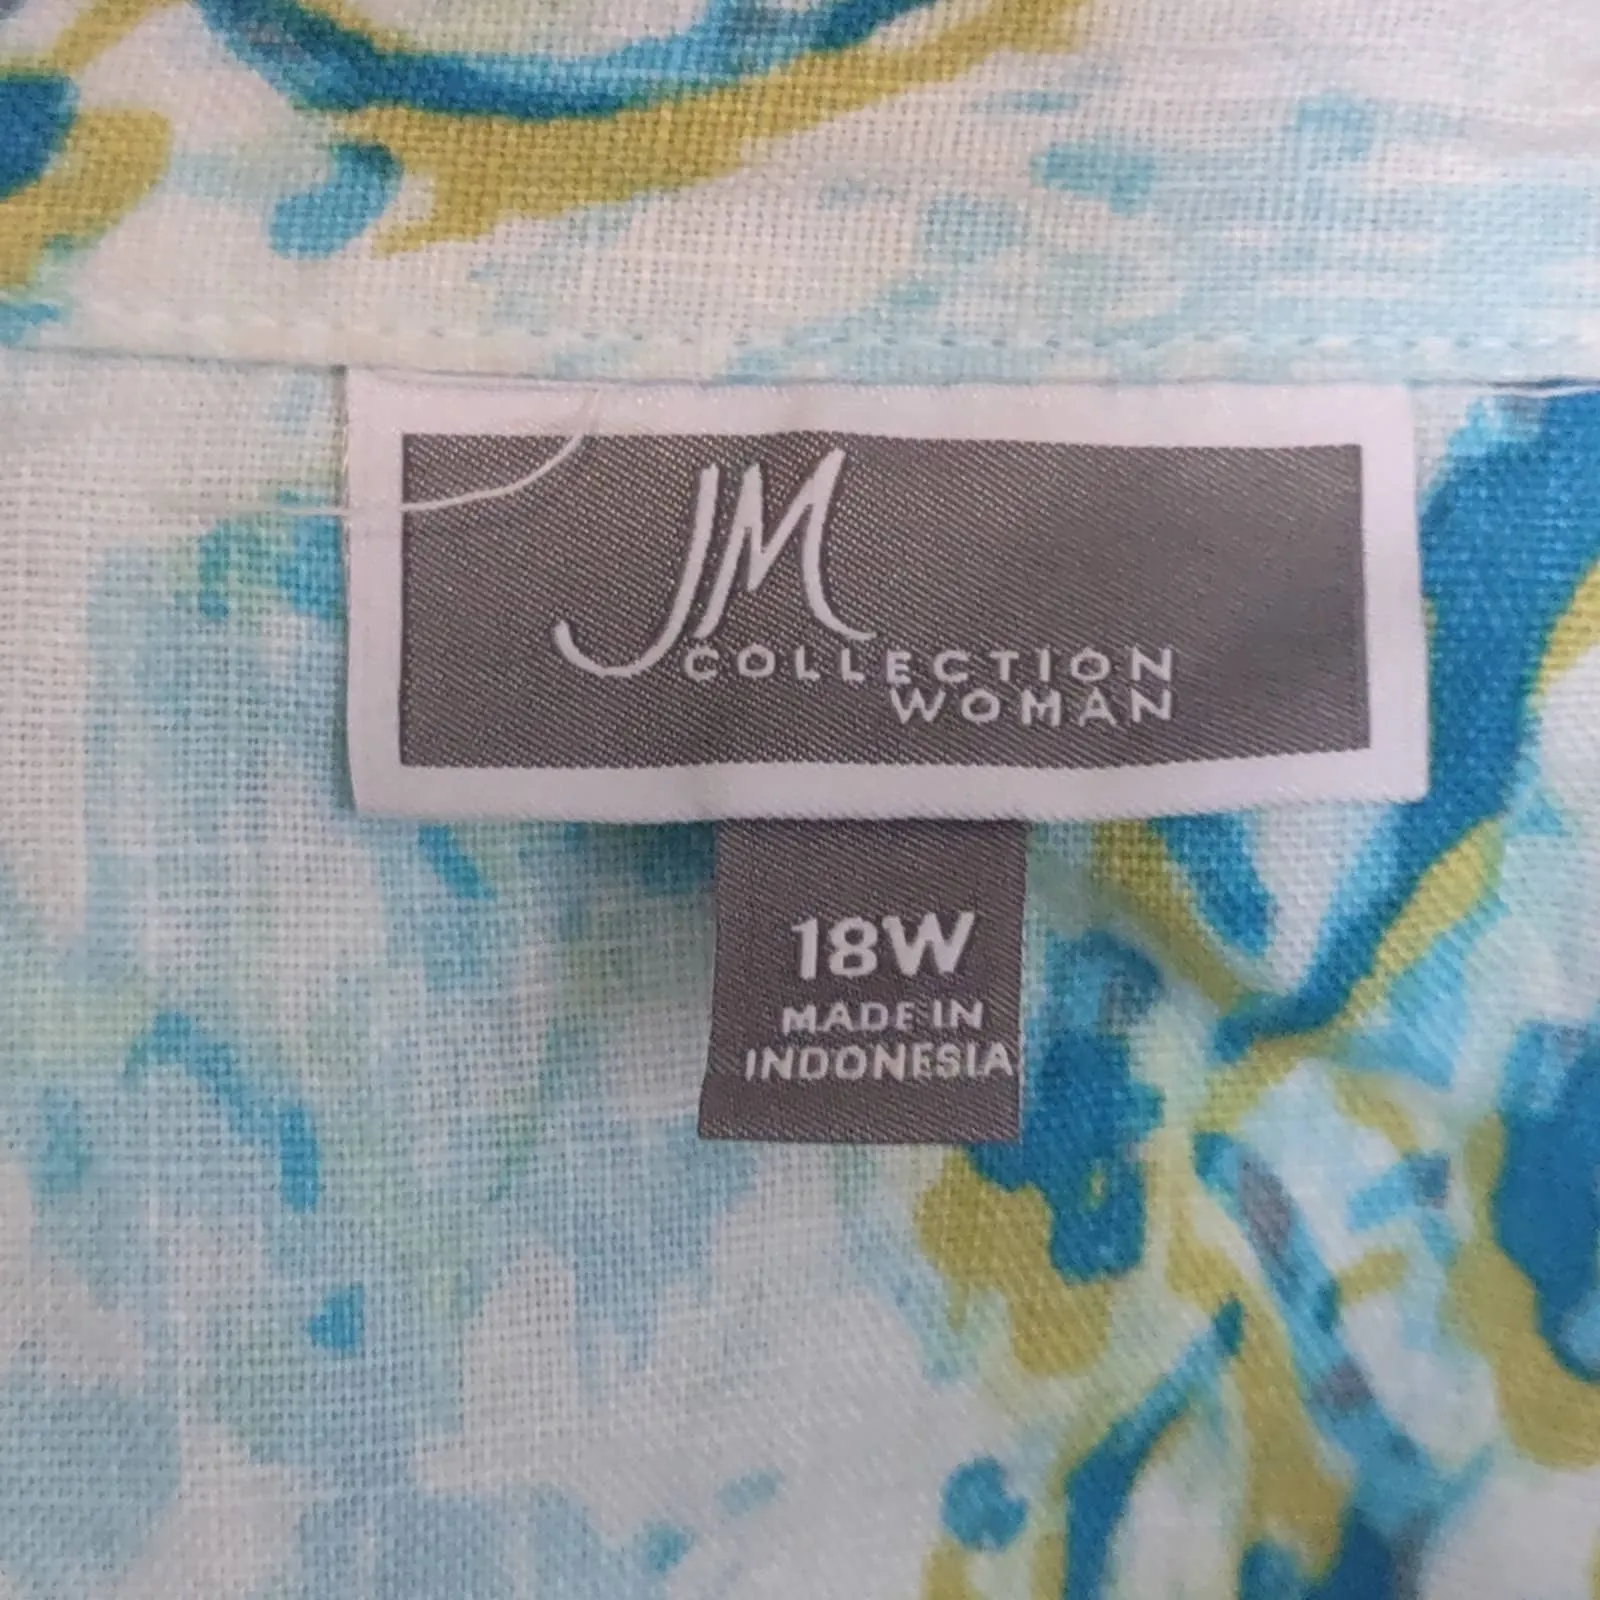 JM
COLLECTION
WOMAN
18W
MADE IN
INDONESIA